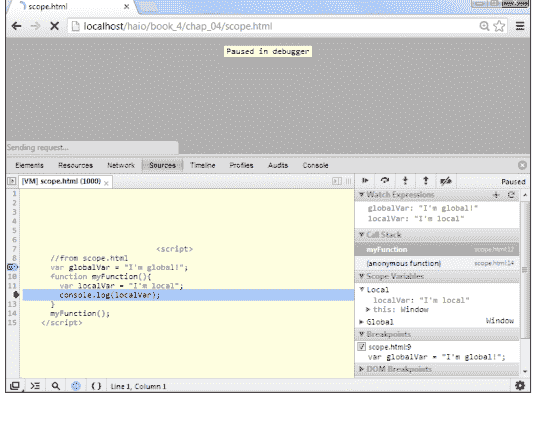 scope.html
localhost/haio/book_4/chap_04/scope.html
Paused in debugger
Sending request...
Elements Resources Network Sources Timeline Profiles Audits Console
[VM] scope.html (1000)
Paused
1
2
3
4
5
6
7 <script>
8 //from scope.html
var globalVar = "I'm global!";
10 function myFunction(){
11 var localVar = "I'm local";
console.log(localVar);
13 }
14 myFunction();
15 </script>
Watch Expressions
globalVar: "I'm global!"
localVar: "I'm local"
Call Stack
myFunction scope.html:12
(anonymous function) scope.html:14
Scope Variables
Local
localVar: "I'm local"
this: Window
Global Window
Breakpoints
scope.html:9
var globalVar = "I'm global!";
DOM Breakpoints
Line 1, Column 1